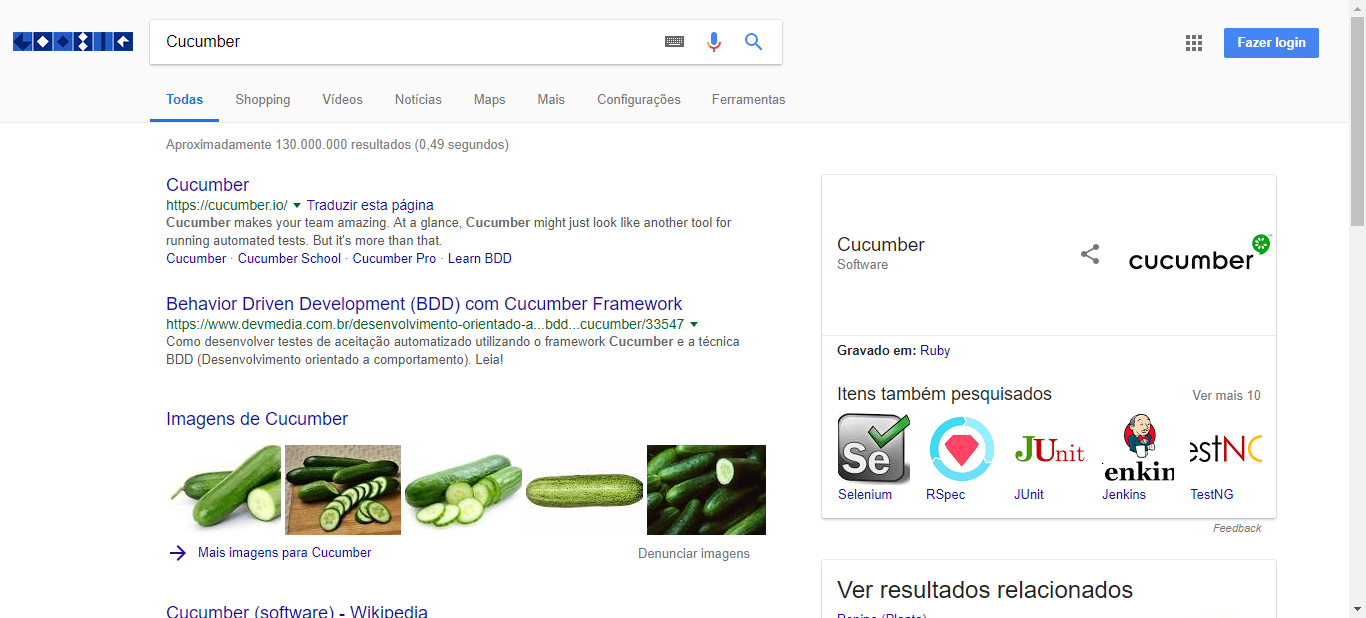 Cucumber
Fazer login
Todas Shopping Vídeos Notícias Maps Mais Configurações Ferramentas
Aproximadamente 130.000.000 resultados (0,49 segundos)
Cucumber
https://cucumber.io/ Traduzir esta página
Cucumber makes your team amazing. At a glance, Cucumber might just look like another tool for
running automated tests. But it's more than that.
Cucumber · Cucumber School · Cucumber Pro · Learn BDD
Behavior Driven Development (BDD) com Cucumber Framework
https://www.devmedia.com.br/desenvolvimento-orientado-a...bdd...cucumber/33547
Como desenvolver testes de aceitação automatizado utilizando o framework Cucumber e a técnica
BDD (Desenvolvimento orientado a comportamento). Leia!
Imagens de Cucumber
Mais imagens para Cucumber
Denunciar imagens
Cucumber (software) - Wikipedia
Cucumber
Software
cucumber
Gravado em: Ruby
Itens também pesquisados
Ver mais 10
Se
JUnit
enkin
estNG
Selenium RSpec JUnit Jenkins TestNG
Feedback
Ver resultados relacionados
Pepino (Planta)